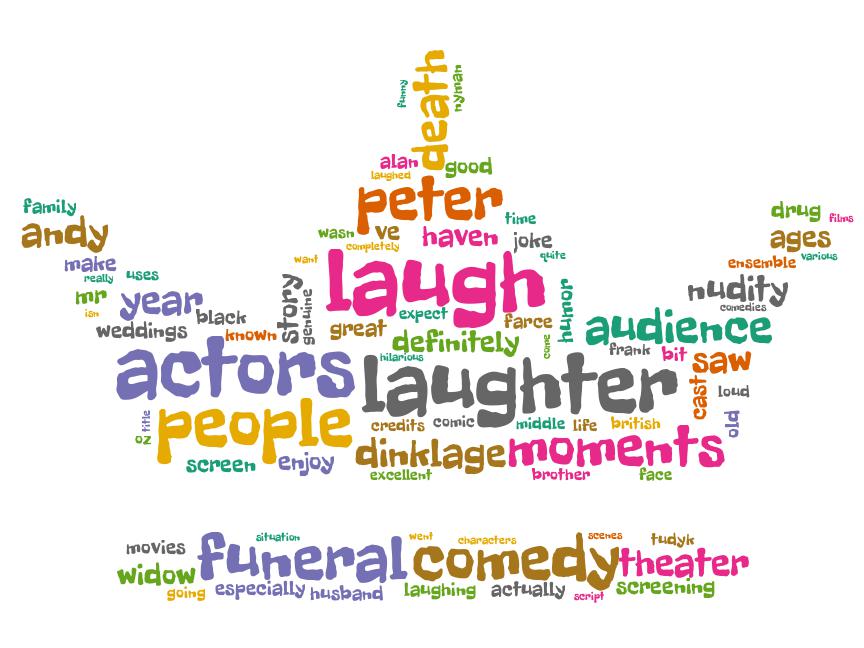 funny
death
nyman
alan
good
laughed
family
peter
drug
films
time
andy
wasn
ve
haven
joke
ages
completely
quite
make
want
ensemble
various
really
uses
laugh
mr
year
story
genuine
humor
nudity
isn
black
expect
comedies
weddings
known
great
farce
audience
definitely
come
frank
bit
saw
actors
hilarious
laughter
cast
loud
title
people
credits
comic
middle
life
british
old
oz
screen
enjoy
dinklage
moments
excellent
brother
face
movies
situation
funeral
went
characters
comedy
scenes
tudyk
theater
widow
going
especially
husband
laughing
actually
script
screening